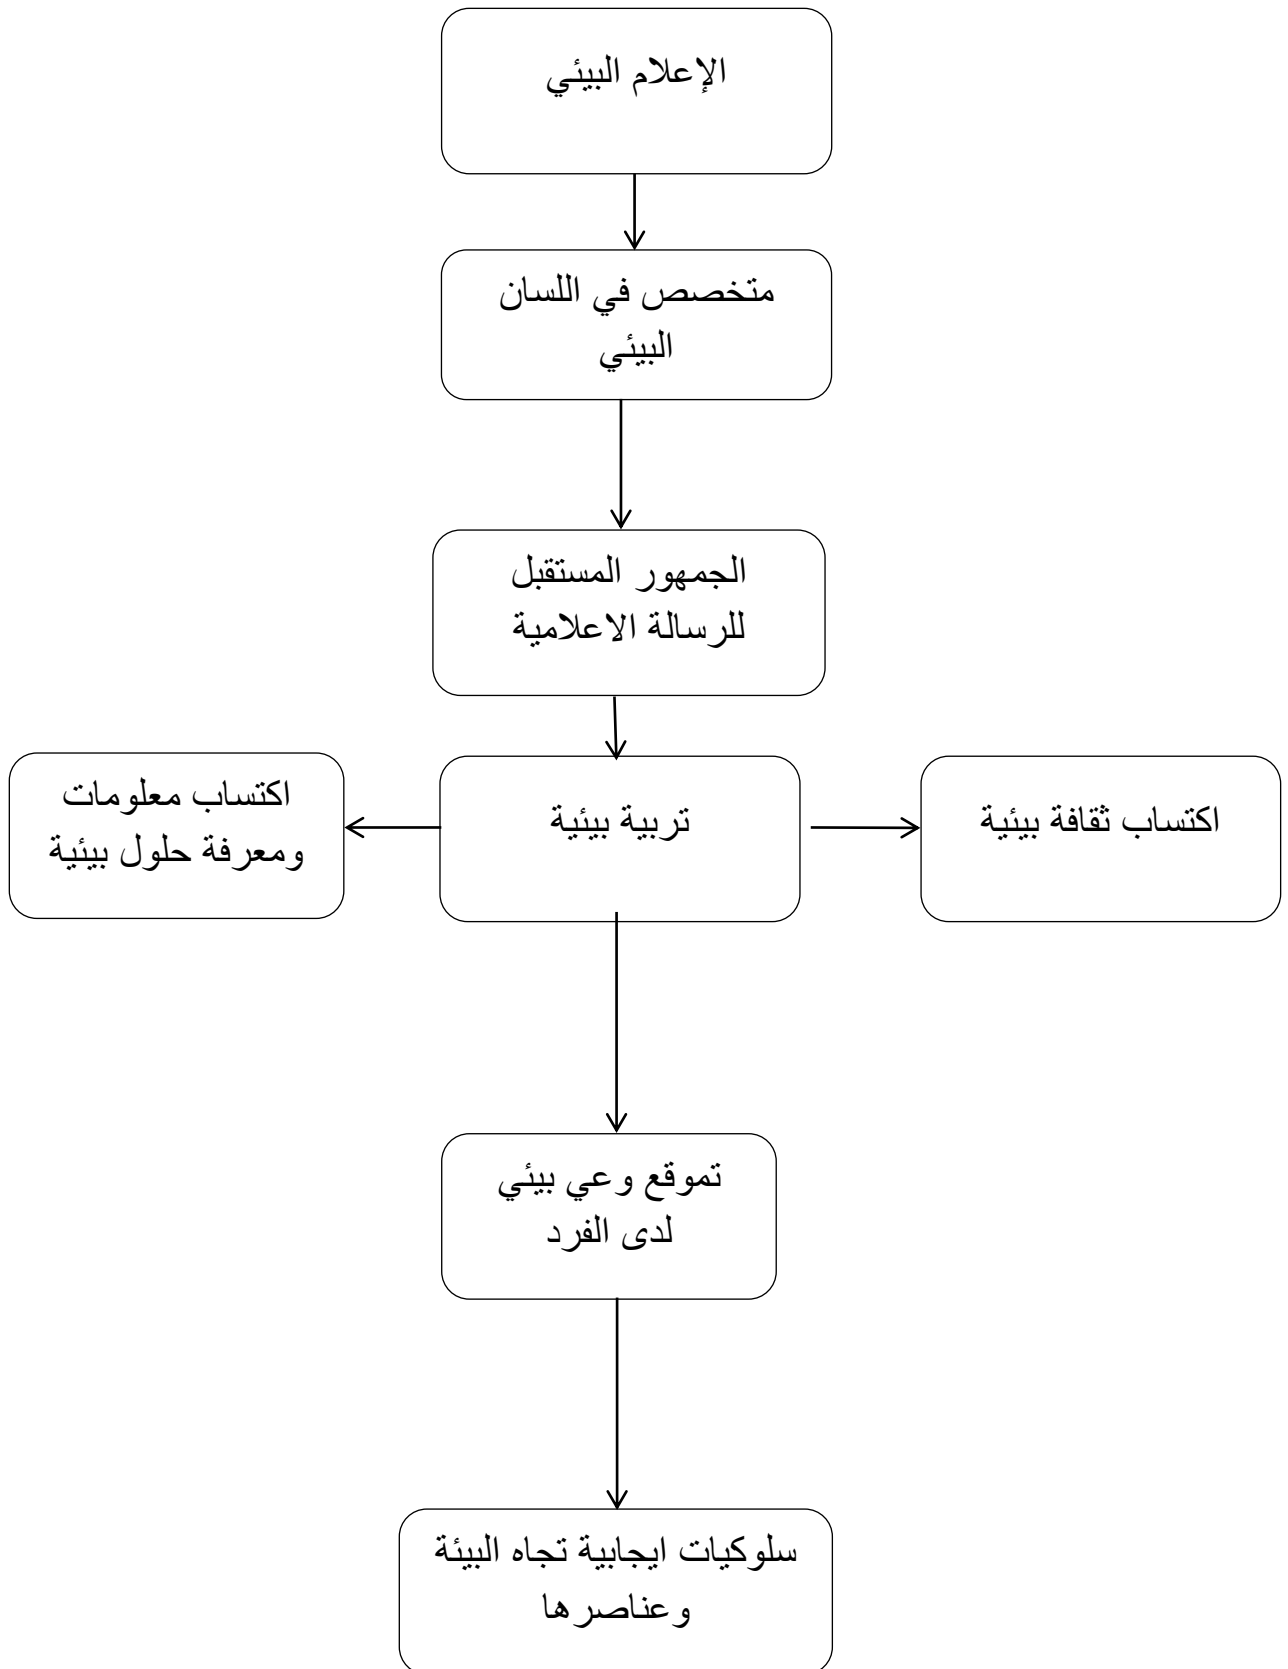 الإعلام البيئي
متخصص في اللسان
البيئي
الجمهور المستقبل
للرسالة الاعلامية
اكتساب ثقافة بيئية
تربية بيئية
اكتساب معلومات
ومعرفة حلول بيئية
تموقع وعي بيئي
لدى الفرد
سلوكيات ايجابية تجاه البيئة
وعناصرها